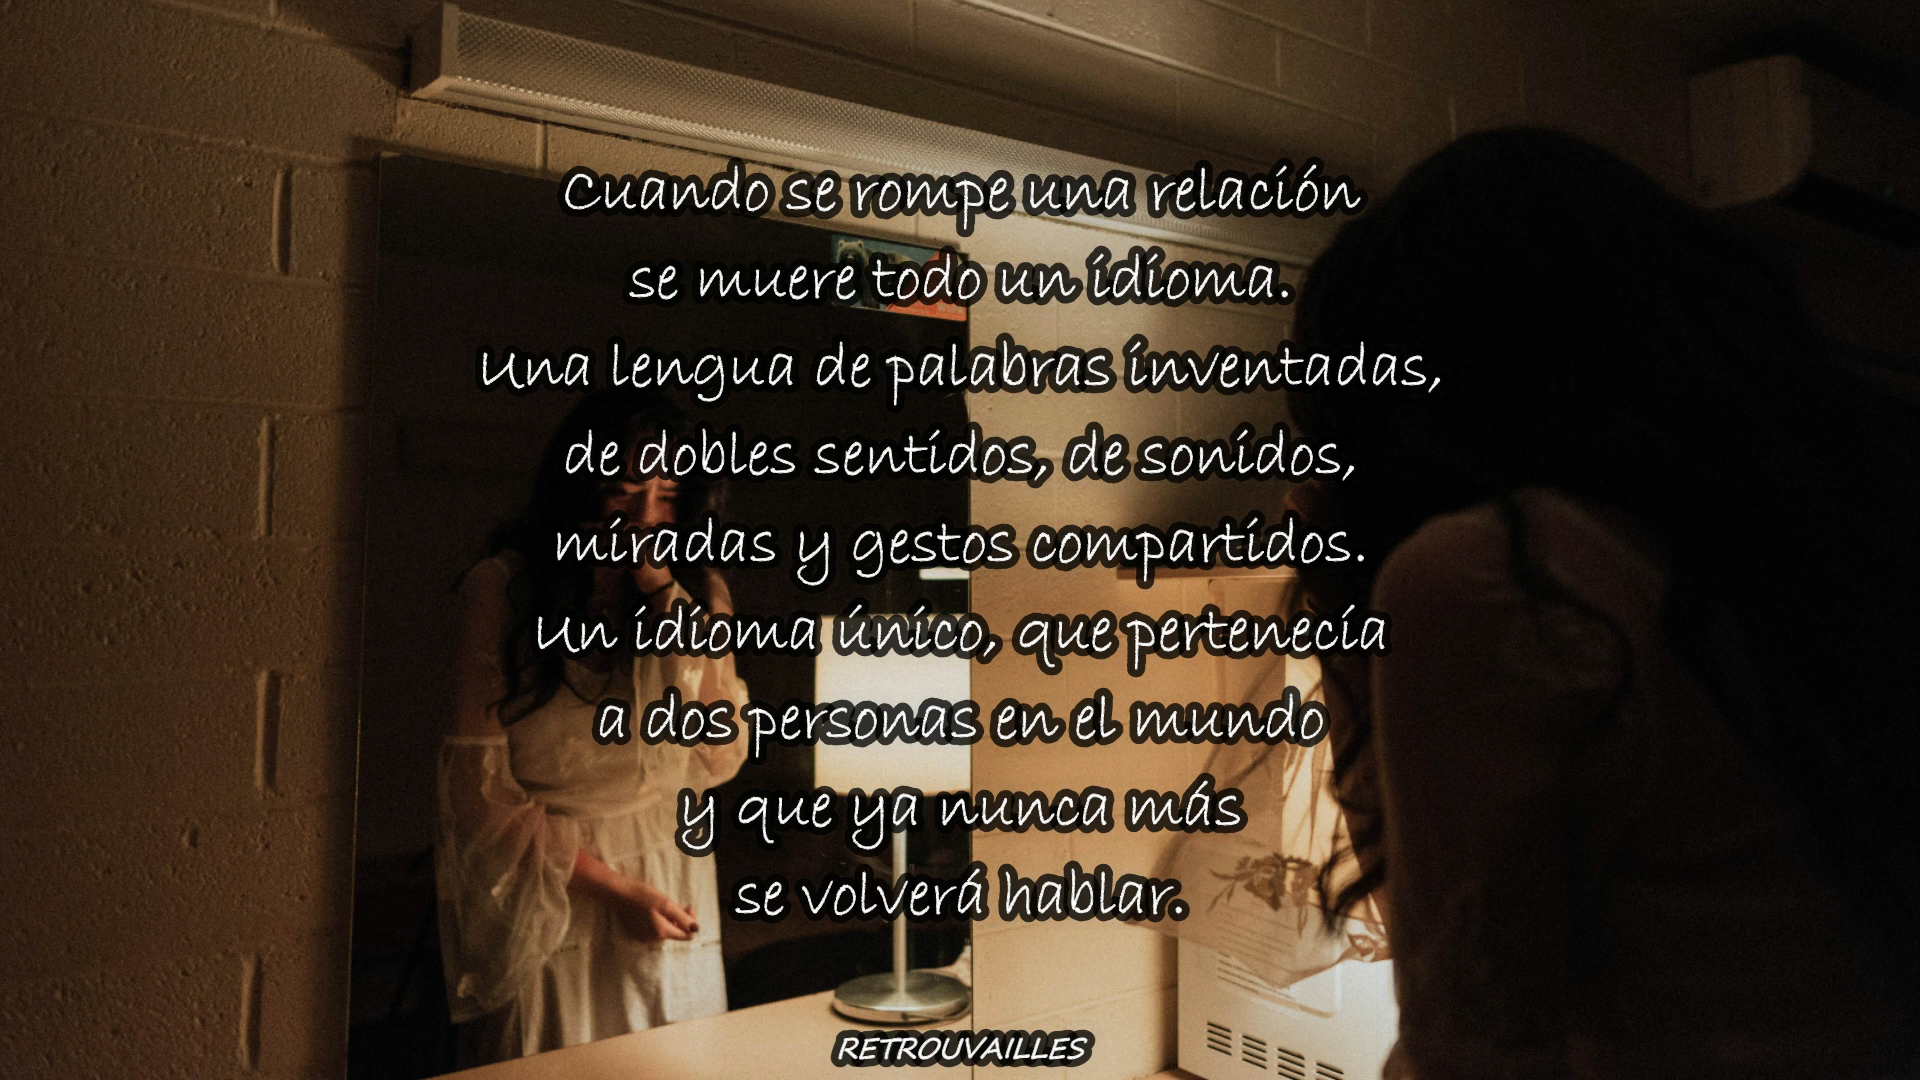 Cuando se rompe una relación
se muere todo un idioma.
Una lengua de palabras inventadas,
de dobles sentidos, de sonidos,
miradas y gestos compartidos.
Un idioma único, que pertenecía
a dos personas en el mundo
y que ya nunca más
se volverá hablar.
RETROUVAILLES